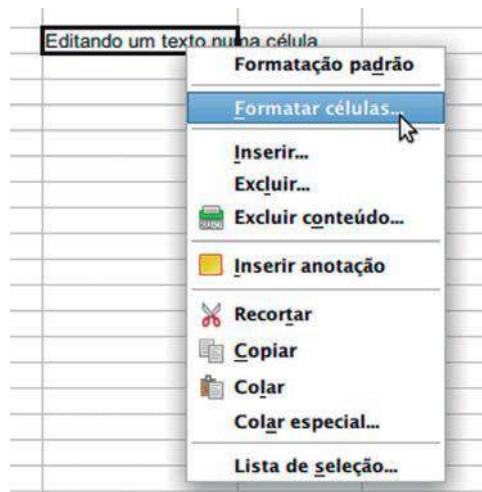 Editando um texto numa célula
Formatação padrão
Formatar células...
Inserir...
Excluir...
Excluir conteúdo...
Inserir anotação
Recortar
Copiar
Colar
Colar especial...
Lista de seleção...